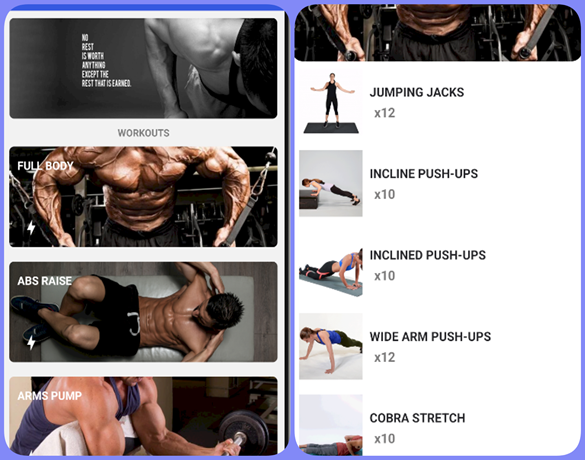 NO
REST
IS WORTH
ANYTHING
EXCEPT THE
REST THAT IS EARNED.
WORKOUTS
FULL BODY
ABS RAISE
ARMS PUMP
JUMPING JACKS
x12
INCLINE PUSH-UPS
x10
INCLINED PUSH-UPS
x10
WIDE ARM PUSH-UPS
x12
COBRA STRETCH
x10